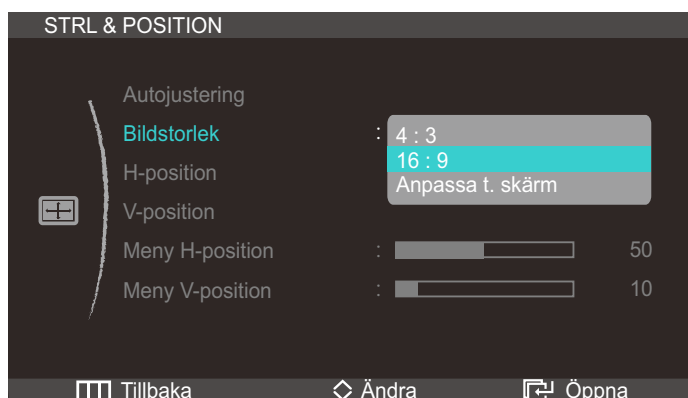 STRL & POSITION
Autojustering
Bildstorlek : 4 : 3
16 : 9
H-position
Anpassa t. skärm
V-position
Meny H-position : 50
Meny V-position : 10
Tillbaka Ändra Öppna